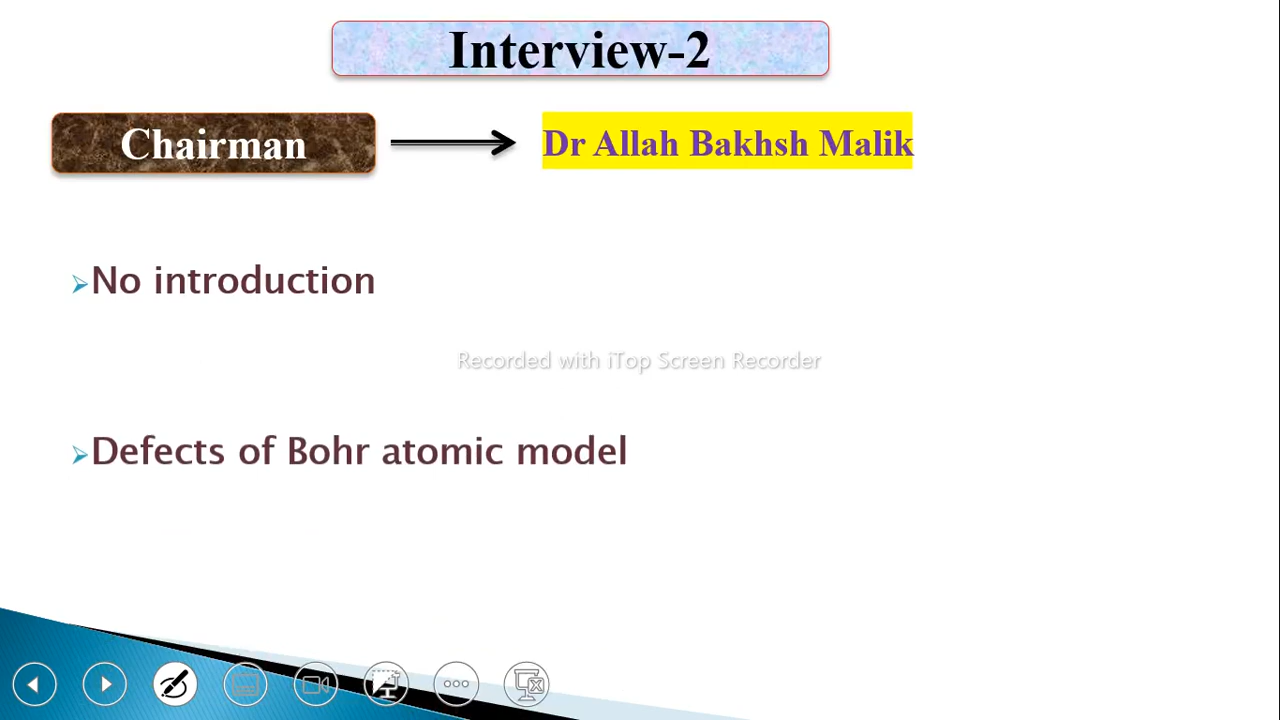 Interview-2
Chairman
Dr Allah Bakhsh Malik
No introduction
Recorded with iTop Screen Recorder
Defects of Bohr atomic model